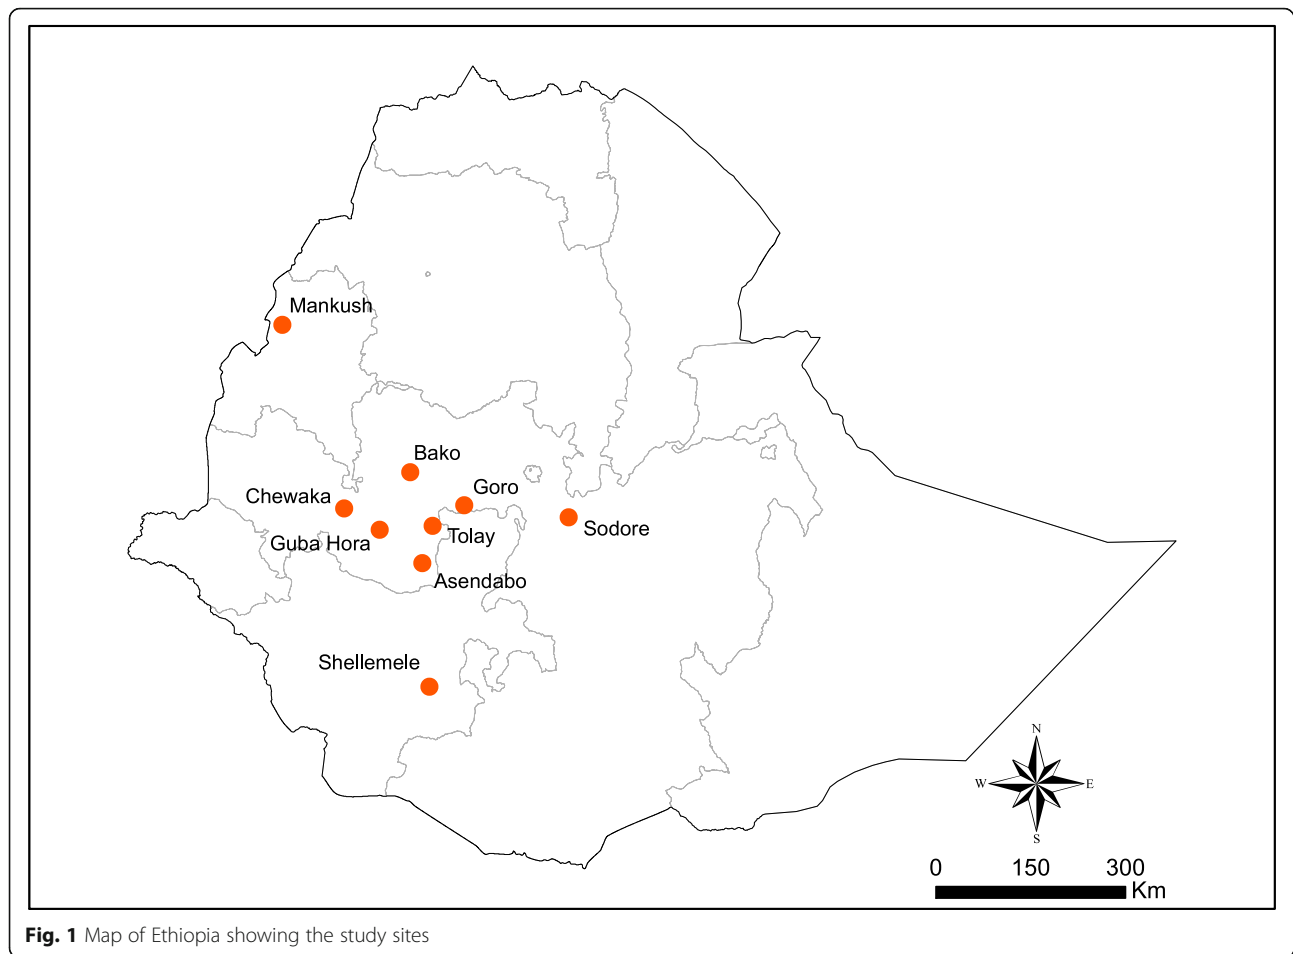 Mankush
Bako
Goro
Chewaka
Sodore
Tolay
Guba Hora
Asendabo
Shellemele
N
W E
S
0 150 300
Km
Fig. 1 Map of Ethiopia showing the study sites